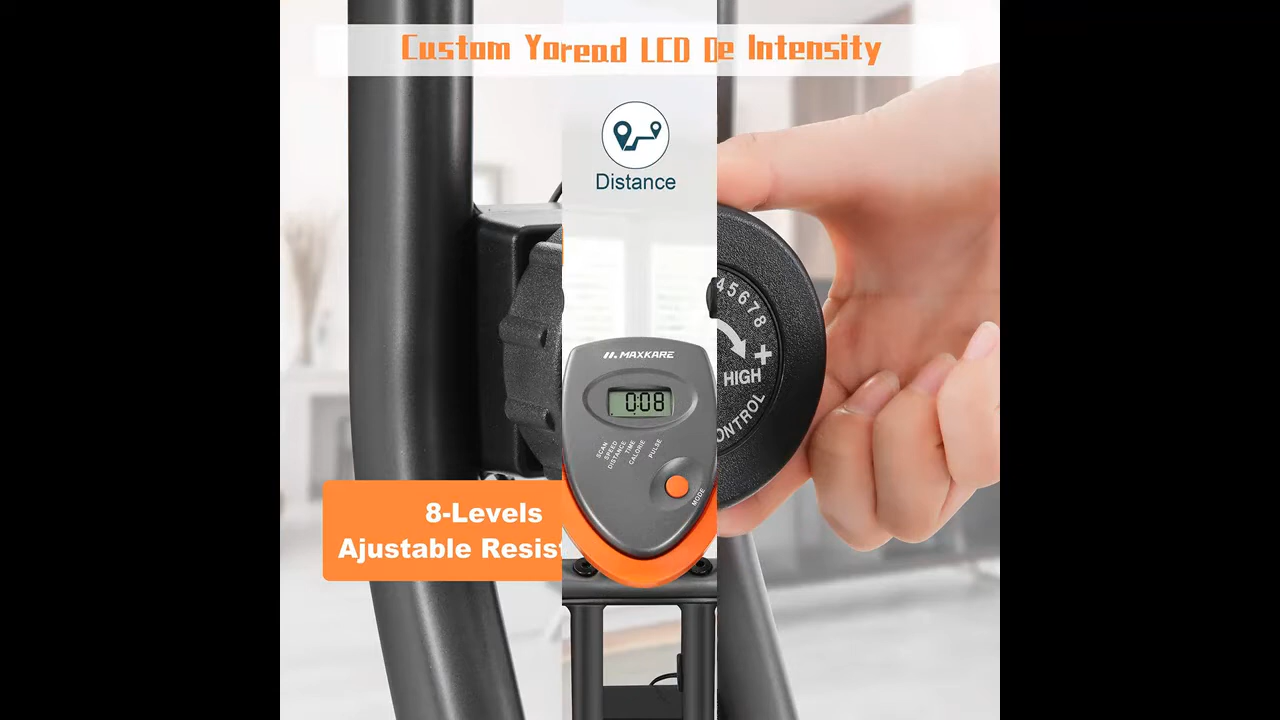 Custom Yoread LCD De Intensity
Distance
MAXKARE
0:08
SCAN
SPEED
DISTANCE
TIME
CALORIE
PULSE
MODE
45678
+
HIGH
ONTROL
8-Levels
Ajustable Resis